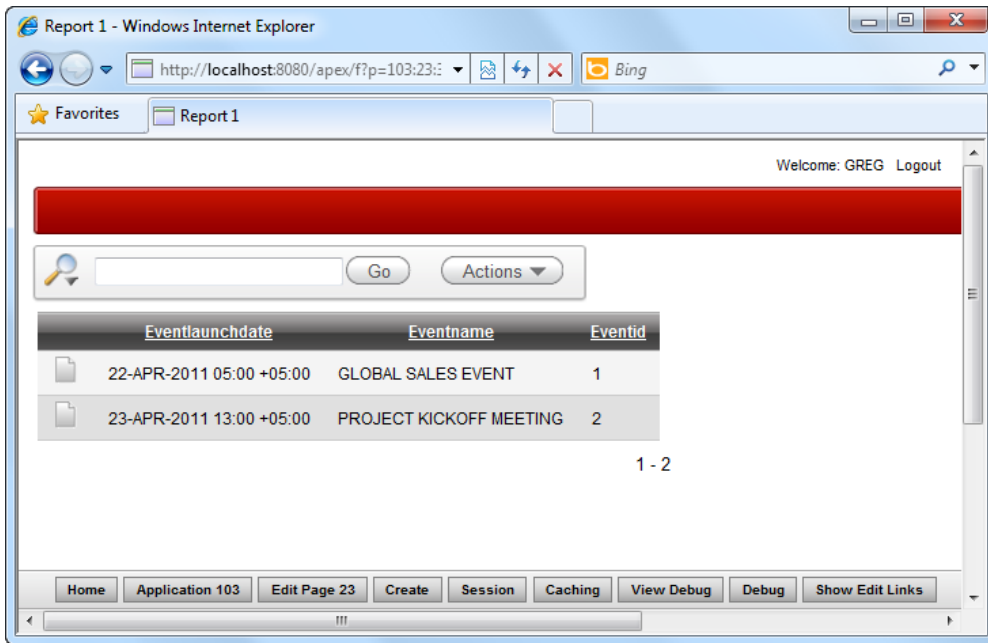 Report 1 - Windows Internet Explorer
http://localhost:8080/apex/f?p=103:23:3
Bing
Favorites
Report 1
Welcome: GREG Logout
Go
Actions
Eventlaunchdate Eventname Eventid
22-APR-2011 05:00 +05:00 GLOBAL SALES EVENT 1
23-APR-2011 13:00 +05:00 PROJECT KICKOFF MEETING 2
1 - 2
Home Application 103 Edit Page 23 Create Session Caching View Debug Debug Show Edit Links